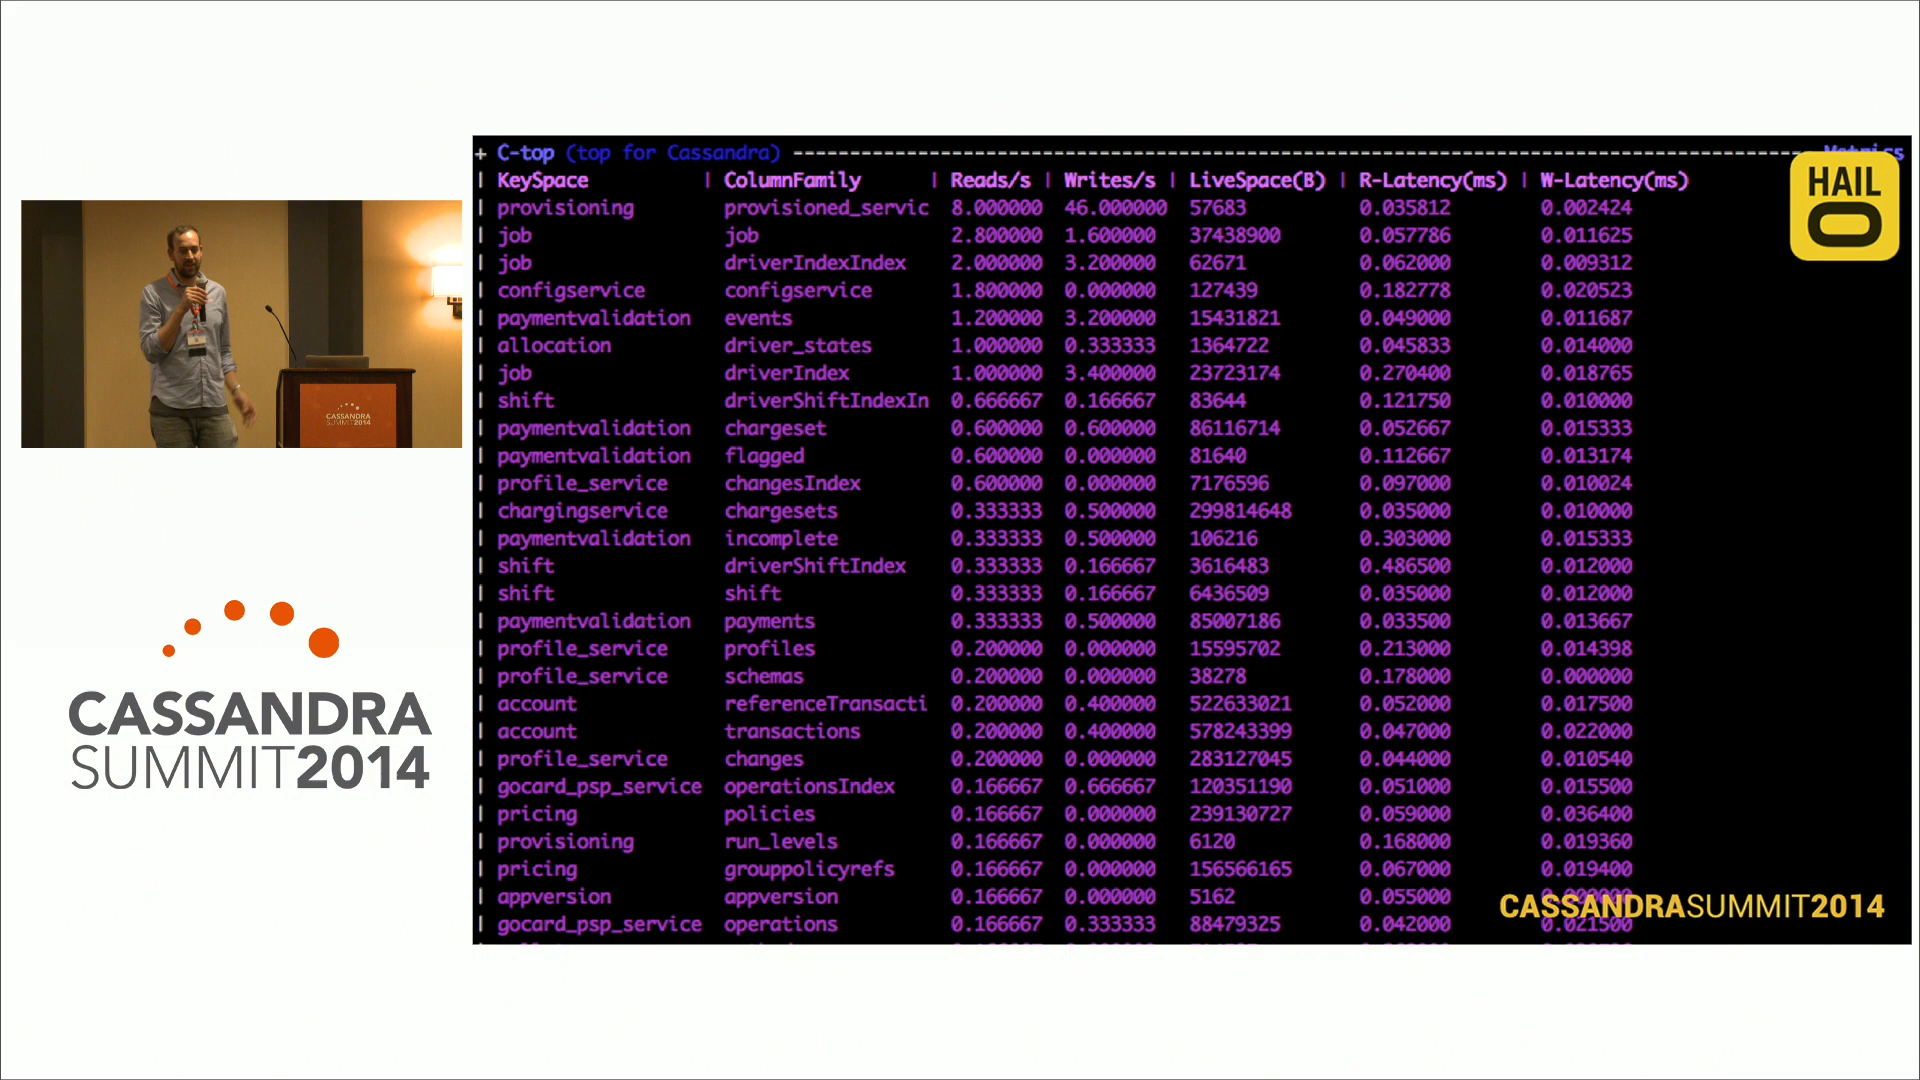 + C-top (top for Cassandra) Metrics
| KeySpace | ColumnFamily | Reads/s | Writes/s | LiveSpace(B) | R-Latency(ms) | W-Latency(ms)
| provisioning provisioned_servic 8.000000 46.000000 57683 0.035812 0.002424
| job job 2.800000 1.600000 37438900 0.057786 0.011625
| job driverIndexIndex 2.000000 3.200000 62671 0.062000 0.009312
| configservice configservice 1.800000 0.000000 127439 0.182778 0.020523
| paymentvalidation events 1.200000 3.200000 15431821 0.049000 0.011687
| allocation driver_states 1.000000 0.333333 1364722 0.045833 0.014000
| job driverIndex 1.000000 3.400000 23723174 0.270400 0.018765
| shift driverShiftIndexIn 0.666667 0.166667 83644 0.121750 0.010000
| paymentvalidation chargeset 0.600000 0.600000 86116714 0.052667 0.015333
| paymentvalidation flagged 0.600000 0.000000 81640 0.112667 0.013174
| profile_service changesIndex 0.600000 0.000000 7176596 0.097000 0.010024
| chargingservice chargesets 0.333333 0.500000 299814648 0.035000 0.010000
| paymentvalidation incomplete 0.333333 0.500000 106216 0.303000 0.015333
| shift driverShiftIndex 0.333333 0.166667 3616483 0.486500 0.012000
| shift shift 0.333333 0.166667 6436509 0.035000 0.012000
| paymentvalidation payments 0.333333 0.500000 85007186 0.033500 0.013667
| profile_service profiles 0.200000 0.000000 15595702 0.213000 0.014398
| profile_service schemas 0.200000 0.000000 38278 0.178000 0.000000
| account referenceTransacti 0.200000 0.400000 522633021 0.052000 0.017500
| account transactions 0.200000 0.400000 578243399 0.047000 0.022000
| profile_service changes 0.200000 0.000000 283127045 0.044000 0.010540
| gocard_psp_service operationsIndex 0.166667 0.666667 120351190 0.051000 0.015500
| pricing policies 0.166667 0.000000 239130727 0.059000 0.036400
| provisioning run_levels 0.166667 0.000000 6120 0.168000 0.019360
| pricing grouppolicyrefs 0.166667 0.000000 156566165 0.067000 0.019400
| appversion appversion 0.166667 0.000000 5162 0.055000
| gocard_psp_service operations 0.166667 0.333333 88479325 0.042000 0.021500
HAIL
O
CASSANDRASUMMIT2014
CASSANDRA
SUMMIT2014
CASSANDRA
SUMMIT2014